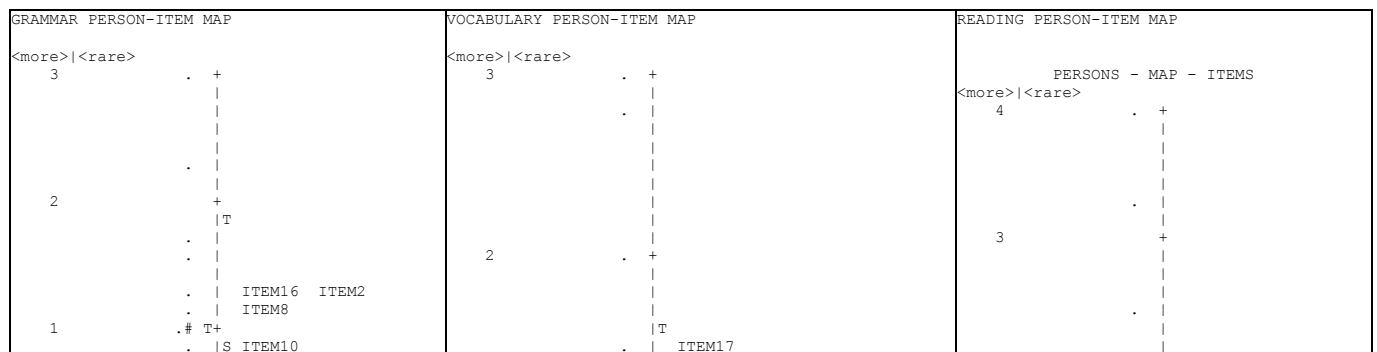 GRAMMAR PERSON-ITEM MAP
<more>|<rare>
3 . +
|
|
|
|
. |
|
2 +
|T
. |
. |
|
. | ITEM16 ITEM2
. | ITEM8
1 .# T+
. |S ITEM10
VOCABULARY PERSON-ITEM MAP
<more>|<rare>
3 . +
|
. |
|
|
|
|
|
|
|
2 . +
|
|
|
|T
. | ITEM17
READING PERSON-ITEM MAP
PERSONS - MAP - ITEMS
<more>|<rare>
4 . +
|
|
|
|
. |
|
3 +
|
|
|
. |
|
|